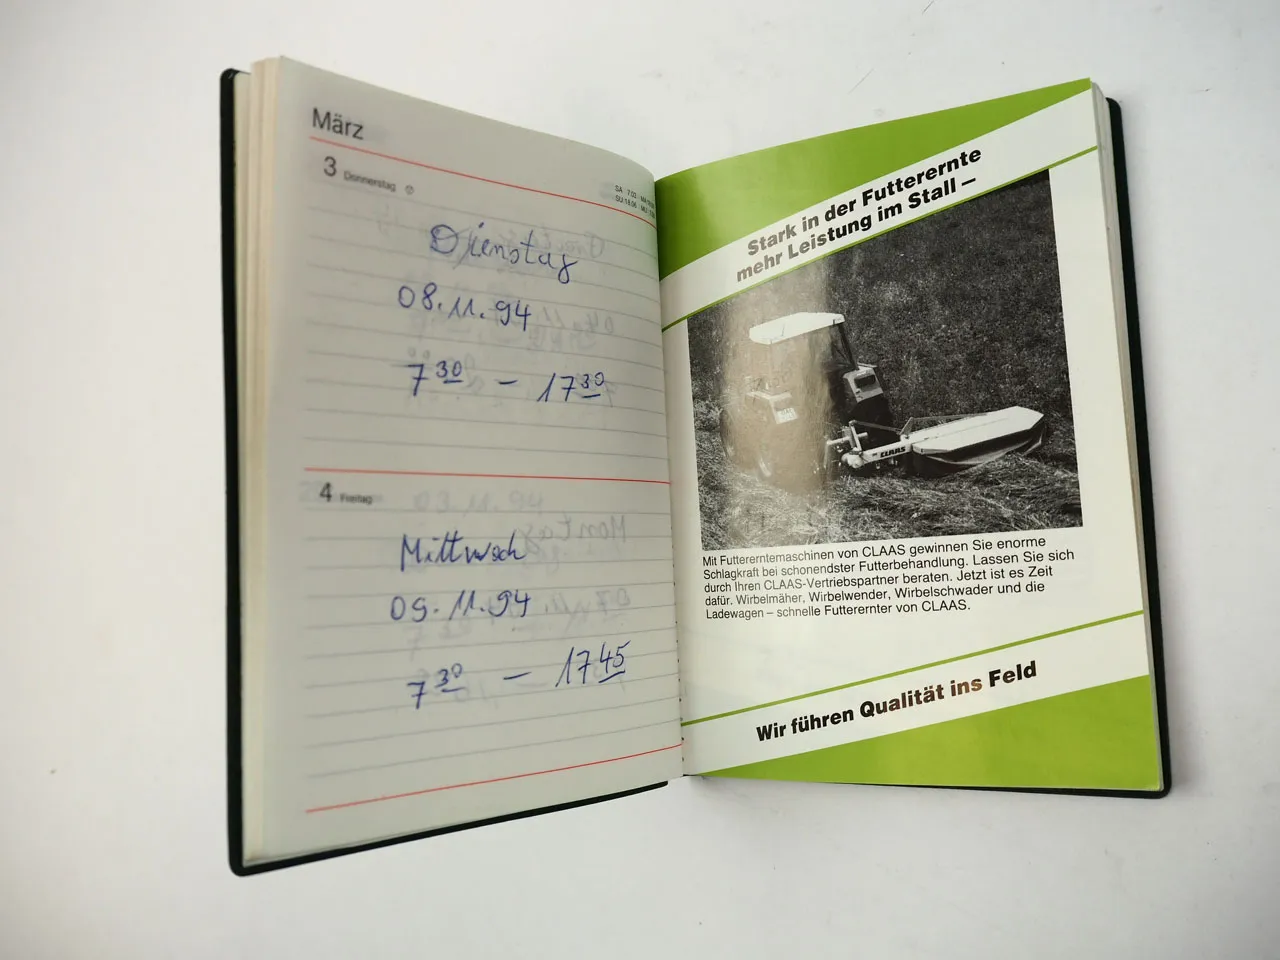 März
3 Donnerstag
Dienstag
08.11.94
7 30 – 17 30
4 Freitag
Mittwoch
09.11.94
7 30 – 17 45
Stark in der Futterernte
mehr Leistung im Stall –
CLAAS
Mit Futtererntemaschinen von CLAAS gewinnen Sie enorme
Schlagkraft bei schonendster Futterbehandlung. Lassen Sie sich
durch Ihren CLAAS-Vertriebspartner beraten. Jetzt ist es Zeit
dafür. Wirbelmäher, Wirbelwender, Wirbelschwader und die
Ladewagen – schnelle Futterernter von CLAAS.
Wir führen Qualität ins Feld